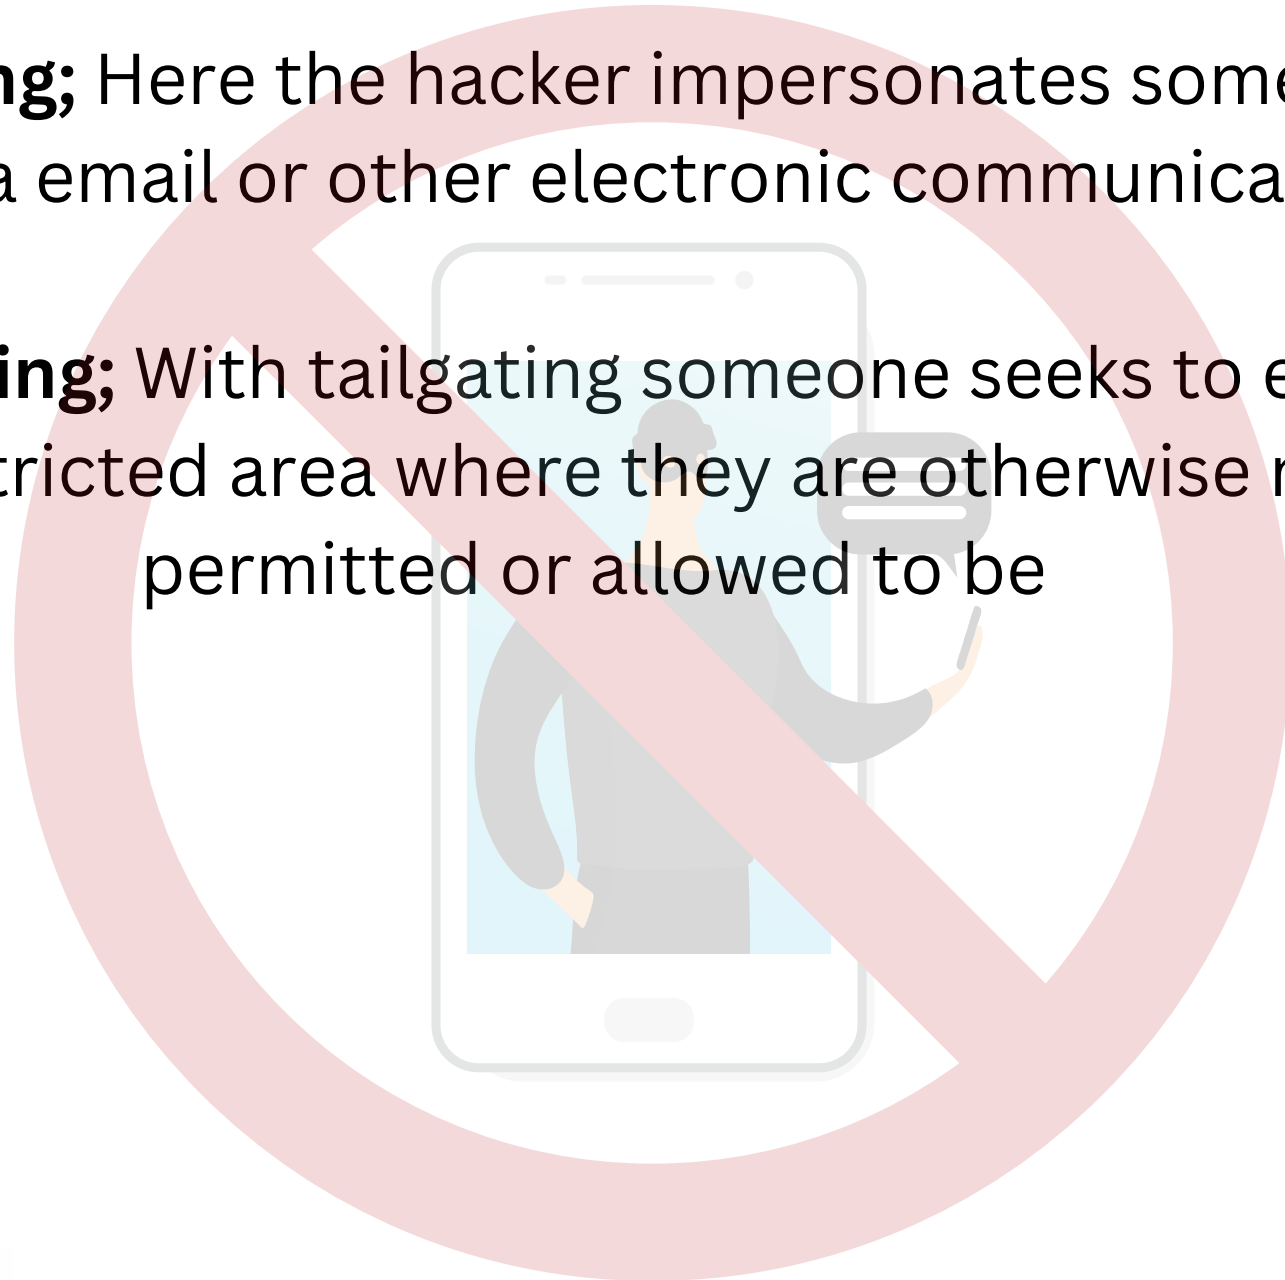 ng; Here the hacker impersonates some
a email or other electronic communica
ing; With tailgating someone seeks to e
tricted area where they are otherwise
permitted or allowed to be